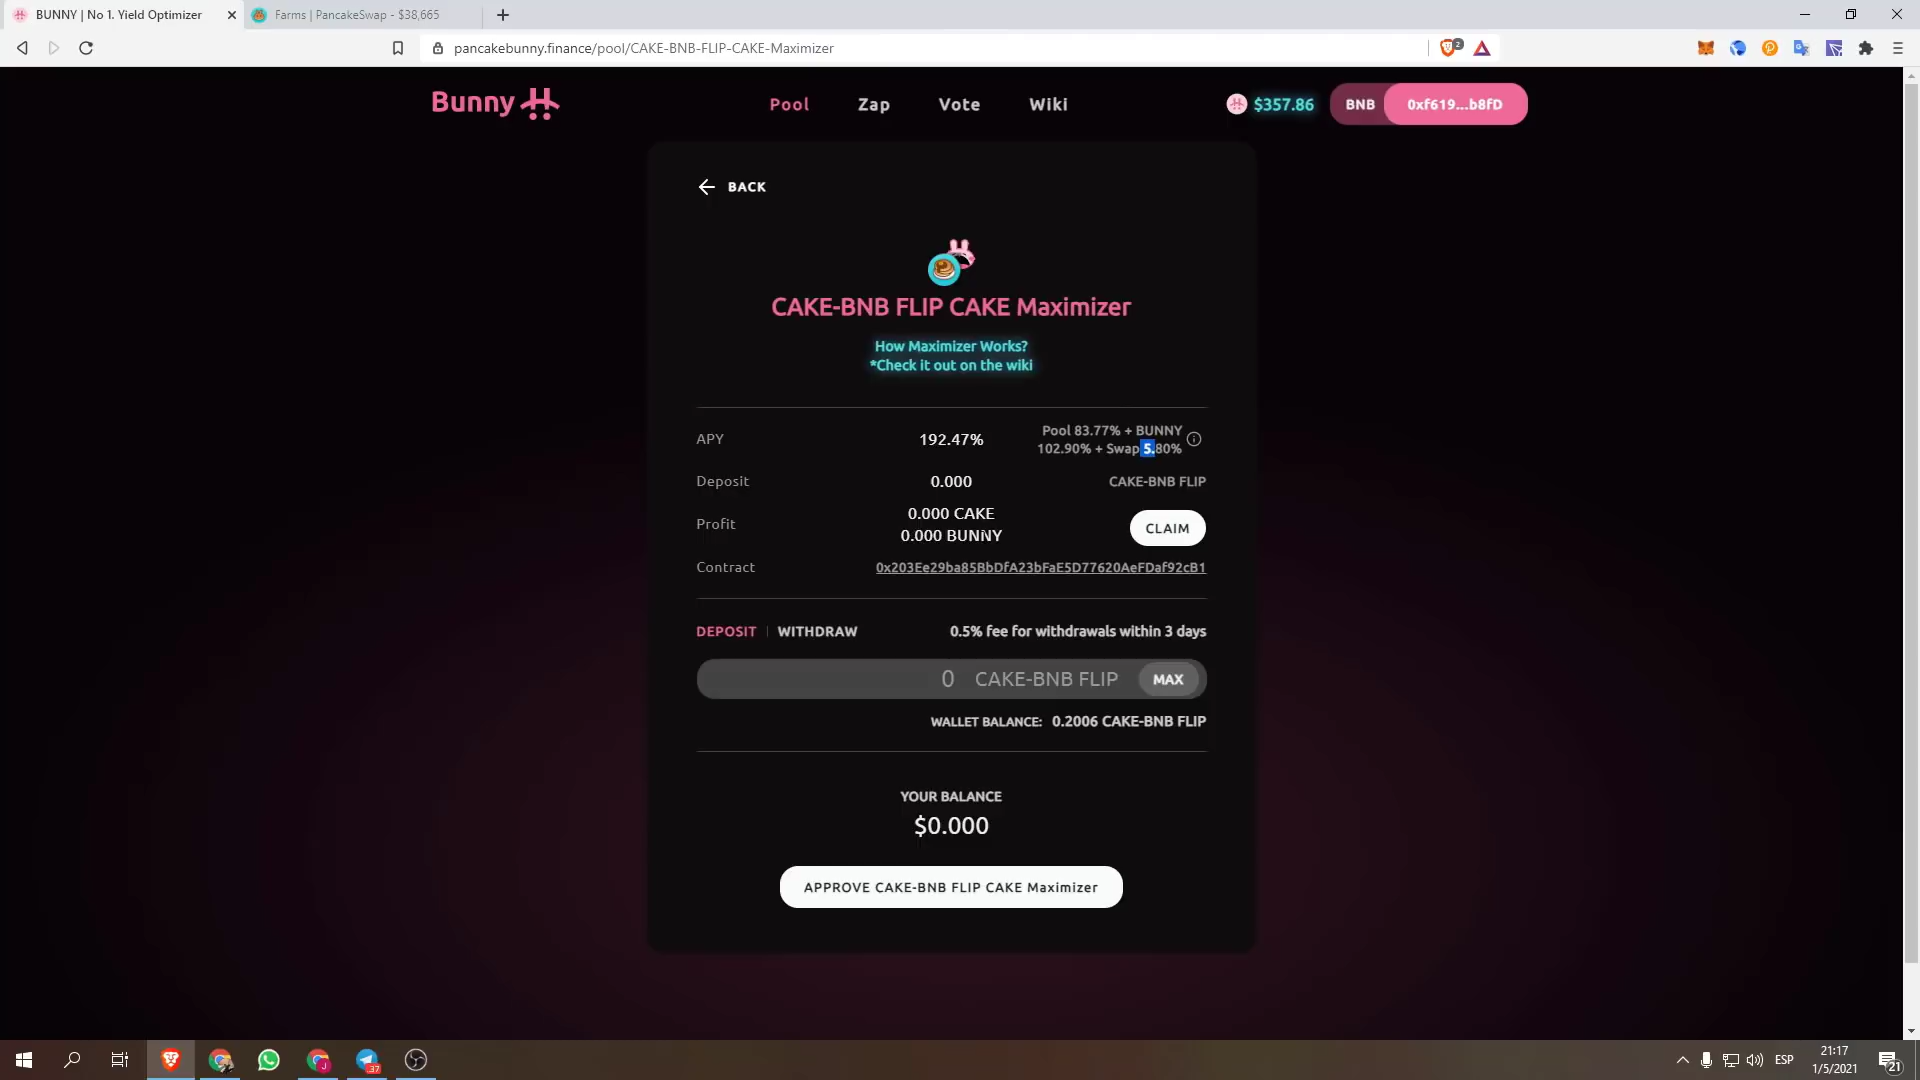 BUNNY | No 1. Yield Optimizer
Farms | PancakeSwap - $38,665
pancakebunny.finance/pool/CAKE-BNB-FLIP-CAKE-Maximizer
2
Bunny
Pool
Zap
Vote
Wiki
$357.86
BNB
0xf619...b8fD
BACK
CAKE-BNB FLIP CAKE Maximizer
How Maximizer Works?
*Check it out on the wiki
APY
192.47%
Pool 83.77% + BUNNY
102.90% + Swap 5.80%
Deposit
0.000
CAKE-BNB FLIP
Profit
0.000 CAKE
0.000 BUNNY
CLAIM
Contract
0x203Ee29ba85BbDfA23bFaE5D77620AeFDaf92cB1
DEPOSIT | WITHDRAW
0.5% fee for withdrawals within 3 days
0 CAKE-BNB FLIP
MAX
WALLET BALANCE: 0.2006 CAKE-BNB FLIP
YOUR BALANCE
$0.000
APPROVE CAKE-BNB FLIP CAKE Maximizer
37
ESP
21:17
1/5/2021
21